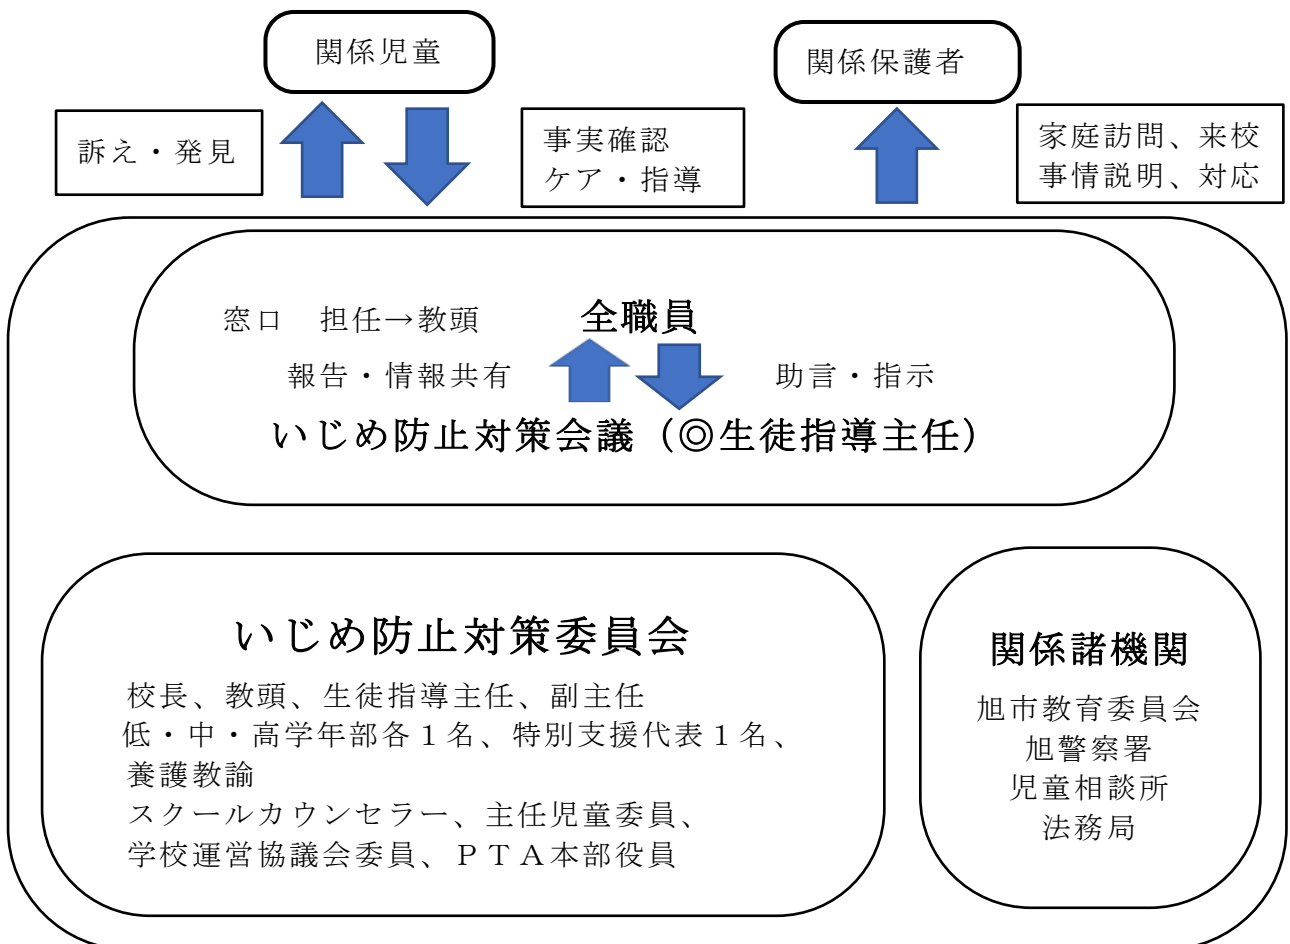 関係児童
関係保護者
訴え・発見
事実確認
ケア・指導
家庭訪問、来校
事情説明、対応
窓口　担任→教頭
全職員
報告・情報共有
助言・指示
いじめ防止対策会議（◎生徒指導主任）
いじめ防止対策委員会
校長、教頭、生徒指導主任、副主任
低・中・高学年部各１名、特別支援代表１名、
養護教諭
スクールカウンセラー、主任児童委員、
学校運営協議会委員、ＰＴＡ本部役員
関係諸機関
旭市教育委員会
旭警察署
児童相談所
法務局